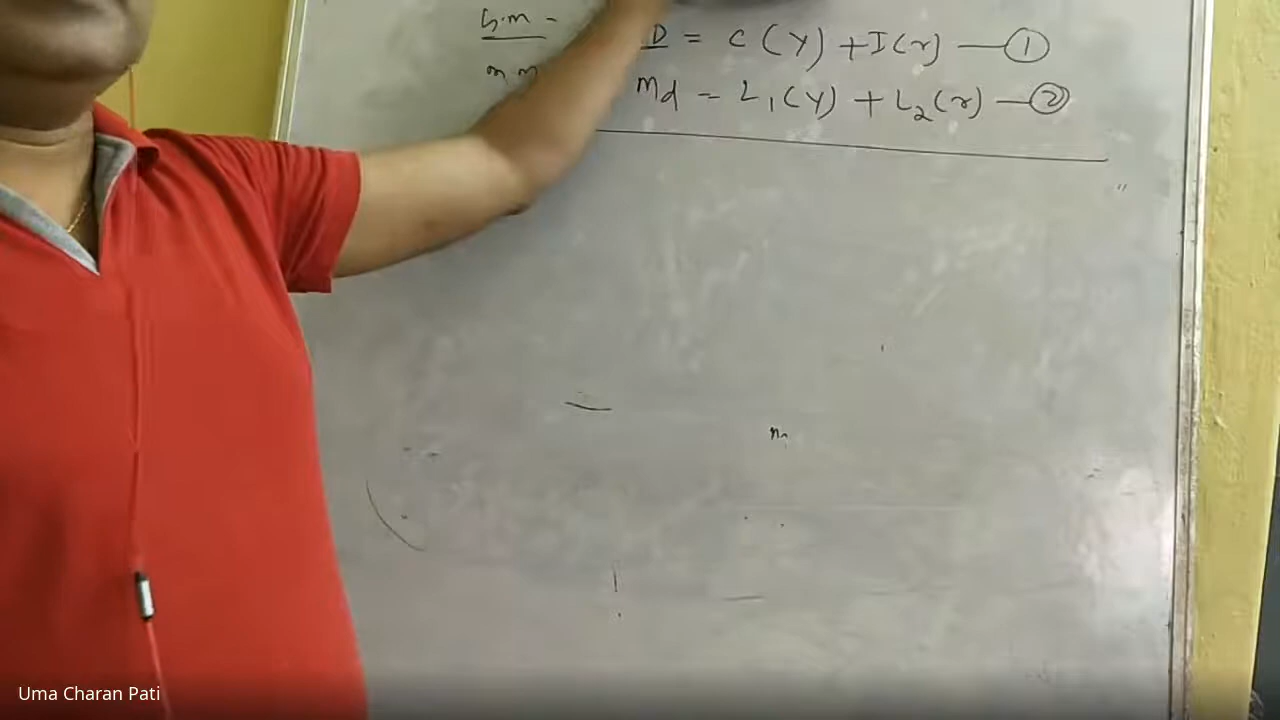 G.M - D = C(Y) + I(r) — ①
m m Md = L₁(Y) + L₂(r) — ②
Uma Charan Pati